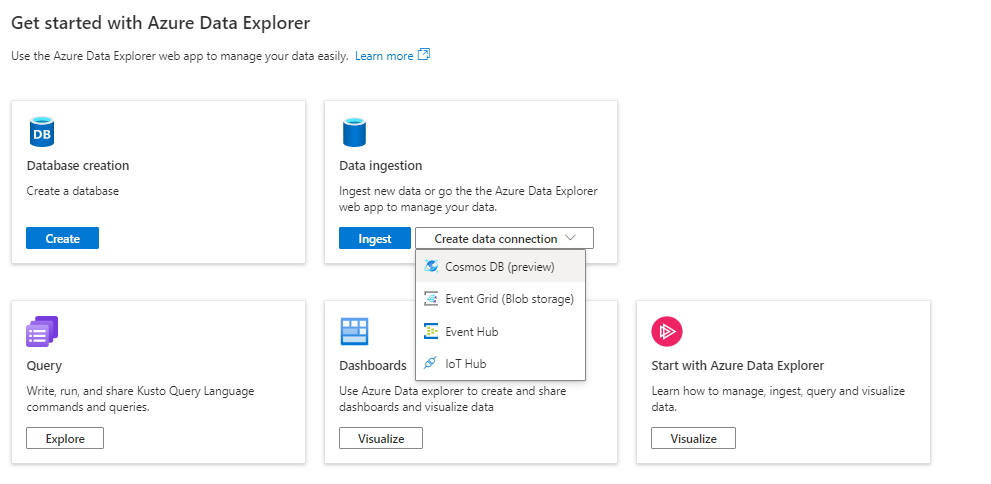 Get started with Azure Data Explorer
Use the Azure Data Explorer web app to manage your data easily. Learn more
DB
Database creation
Create a database
Create
Data ingestion
Ingest new data or go the the Azure Data Explorer
web app to manage your data.
Ingest
Create data connection
Cosmos DB (preview)
Event Grid (Blob storage)
Event Hub
IoT Hub
Query
Write, run, and share Kusto Query Language
commands and queries.
Explore
Dashboards
Use Azure Data explorer to create and share
dashboards and visualize data
Visualize
Start with Azure Data Explorer
Learn how to manage, ingest, query and visualize
data.
Visualize